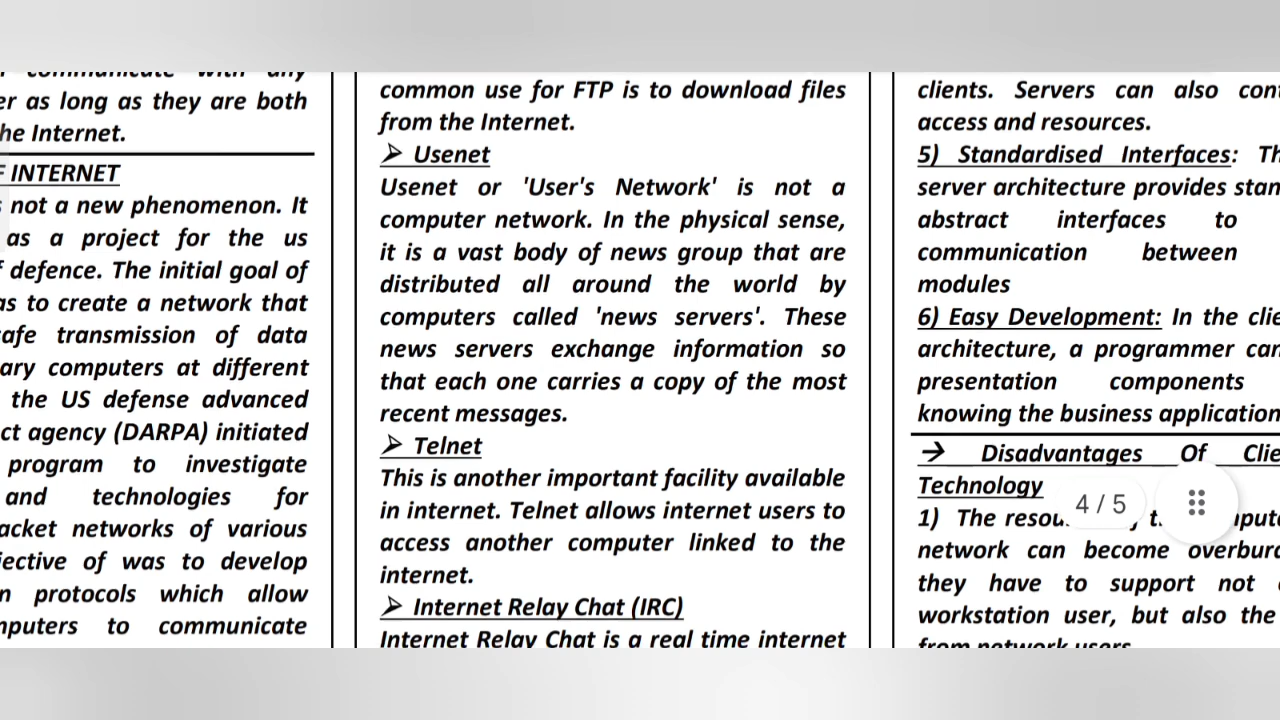 communicate with any
er as long as they are both
he Internet.
F INTERNET
s not a new phenomenon. It
as a project for the us
f defence. The initial goal of
as to create a network that
safe transmission of data
ary computers at different
the US defense advanced
ct agency (DARPA) initiated
program to investigate
and technologies for
acket networks of various
jective of was to develop
n protocols which allow
mputers to communicate
common use for FTP is to download files
from the Internet.
➢ Usenet
Usenet or 'User's Network' is not a
computer network. In the physical sense,
it is a vast body of news group that are
distributed all around the world by
computers called 'news servers'. These
news servers exchange information so
that each one carries a copy of the most
recent messages.
➢ Telnet
This is another important facility available
in internet. Telnet allows internet users to
access another computer linked to the
internet.
➢ Internet Relay Chat (IRC)
Internet Relay Chat is a real time internet
clients. Servers can also cont
access and resources.
5) Standardised Interfaces: Th
server architecture provides stan
abstract interfaces to
communication between
modules
6) Easy Development: In the clie
architecture, a programmer can
presentation components
knowing the business application
→ Disadvantages Of Clie
Technology
1) The resou
network can become overburd
they have to support not
workstation user, but also the
from network users
4 / 5